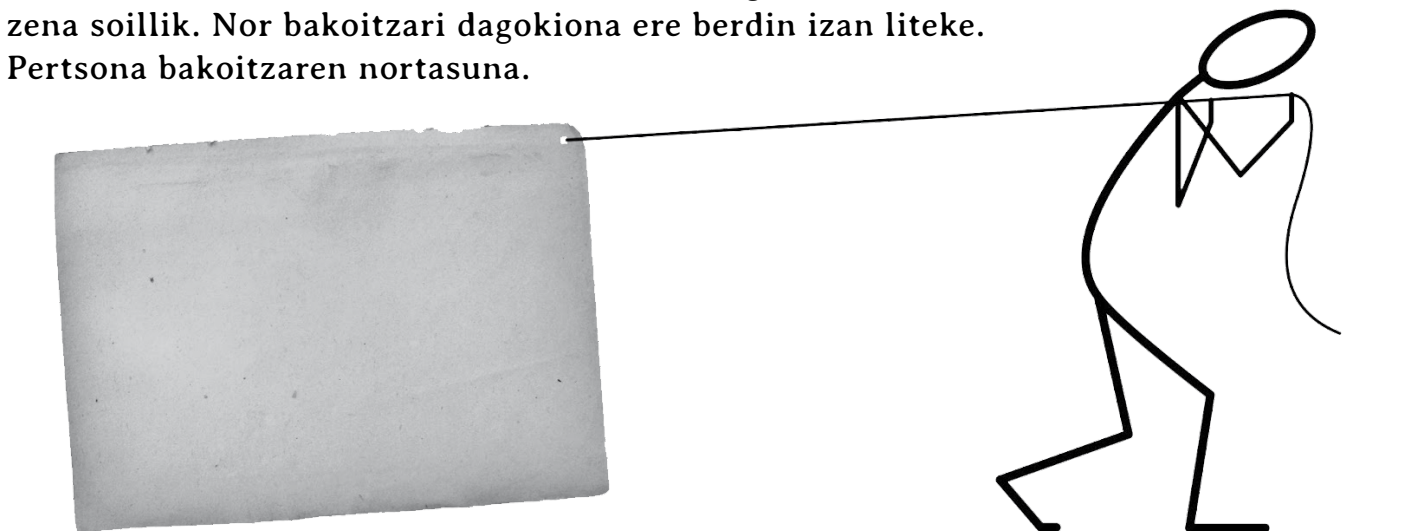 zena soillik. Nor bakoitzari dagokiona ere berdin izan liteke.
Pertsona bakoitzaren nortasuna.